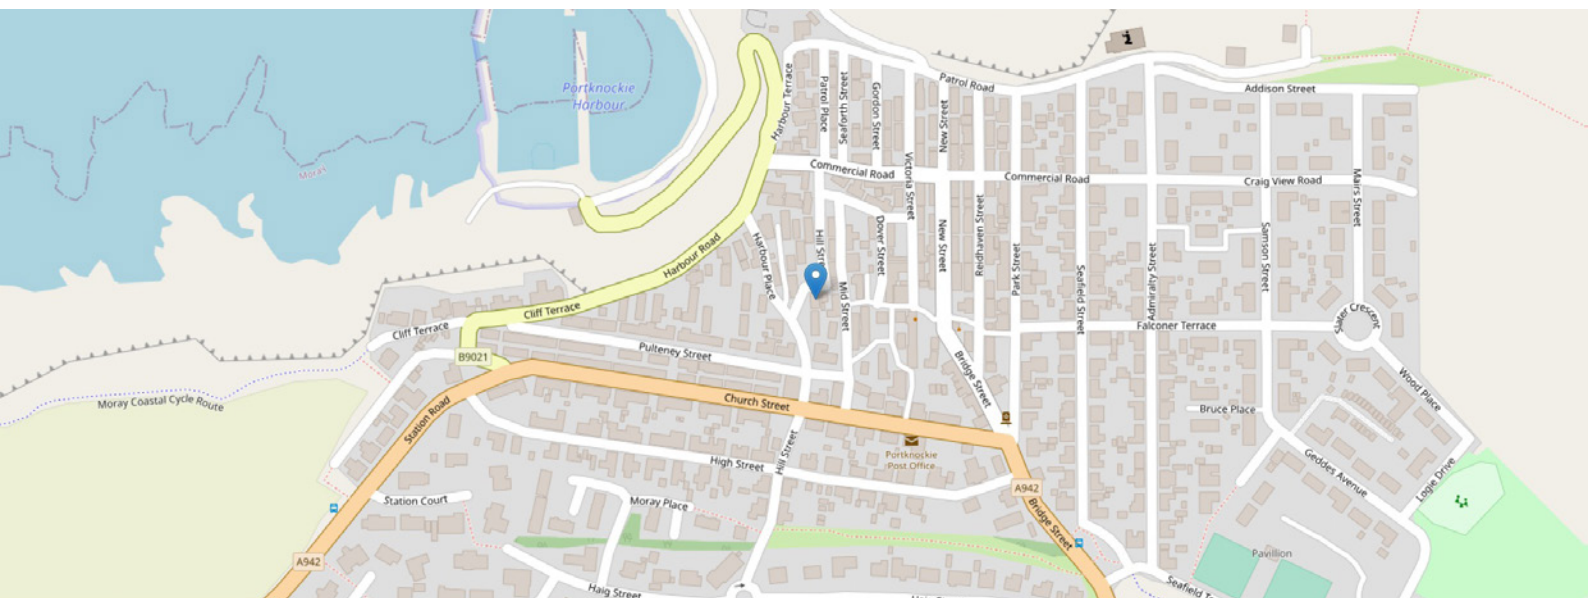 Portknockie
Harbour
Moray
Harbour Terrace
Patrol Place
Seaforth Street
Gordon Street
Victoria Street
New Street
Patrol Road
Addison Street
Commercial Road
Commercial Road
Craig View Road
Mairs Street
Samson Street
Harbour Road
Harbour Place
Hill Str
Mid Street
Dover Street
New Street
Reidhaven Street
Park Street
Seafield Street
Admiralty Street
Falconer Terrace
Slater Crescent
Cliff Terrace
Cliff Terrace
B9021
Pulteney Street
Bridge Street
Wood Place
Moray Coastal Cycle Route
Station Road
Church Street
Bruce Place
Portknockie
Post Office
High Street
Hill Street
Geddes Avenue
Logie Drive
A942
Station Court
Moray Place
Bridge Street
Pavillion
A942
Haig Street
Seafield T